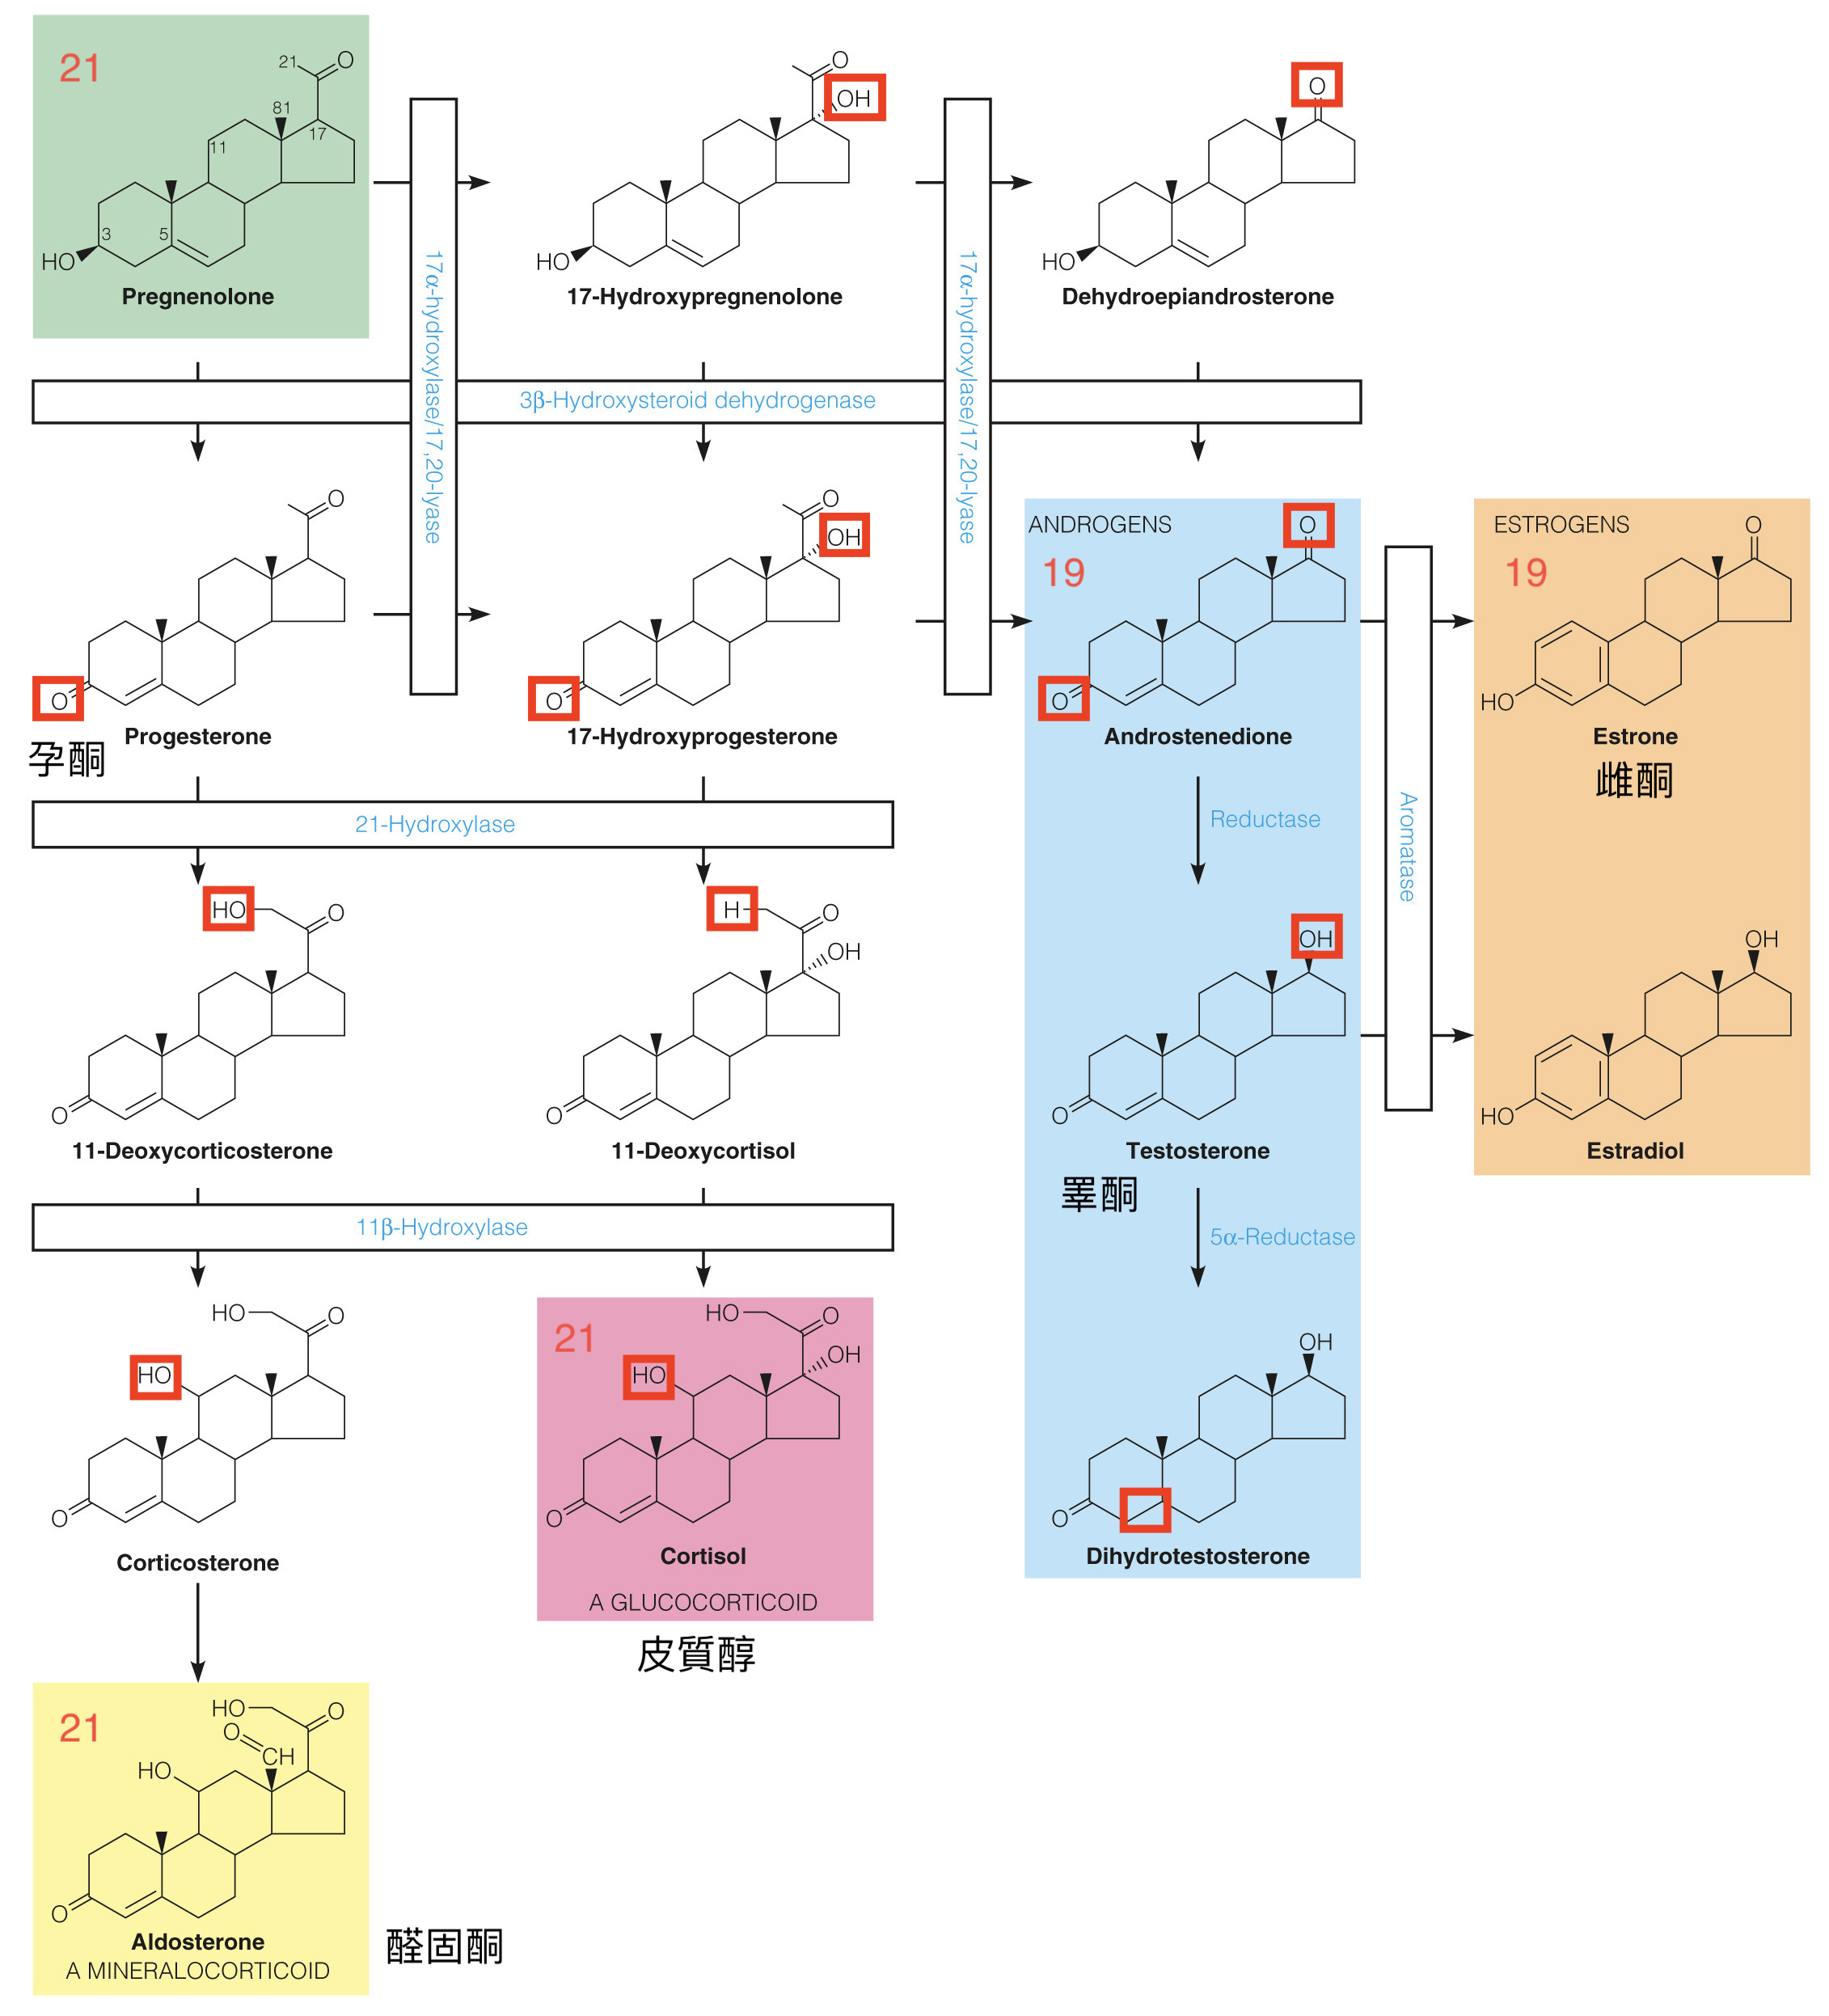 21
21
O
81
17
11
3
5
HO
Pregnenolone
O
OH
HO
17-Hydroxypregnenolone
O
HO
Dehydroepiandrosterone
17α-hydroxylase/17,20-lyase
17α-hydroxylase/17,20-lyase
3β-Hydroxysteroid dehydrogenase
O
O
Progesterone
孕酮
O
OH
O
17-Hydroxyprogesterone
ANDROGENS
19
O
O
Androstenedione
ESTROGENS
19
O
HO
Estrone
雌酮
21-Hydroxylase
Reductase
Aromatase
HO
O
O
11-Deoxycorticosterone
H
O
OH
O
11-Deoxycortisol
OH
O
Testosterone
睪酮
OH
HO
Estradiol
11β-Hydroxylase
5α-Reductase
HO
O
HO
O
Corticosterone
21
HO
O
OH
HO
O
Cortisol
A GLUCOCORTICOID
皮質醇
OH
O
Dihydrotestosterone
21
HO
O
O
CH
HO
O
Aldosterone
A MINERALOCORTICOID
醛固酮